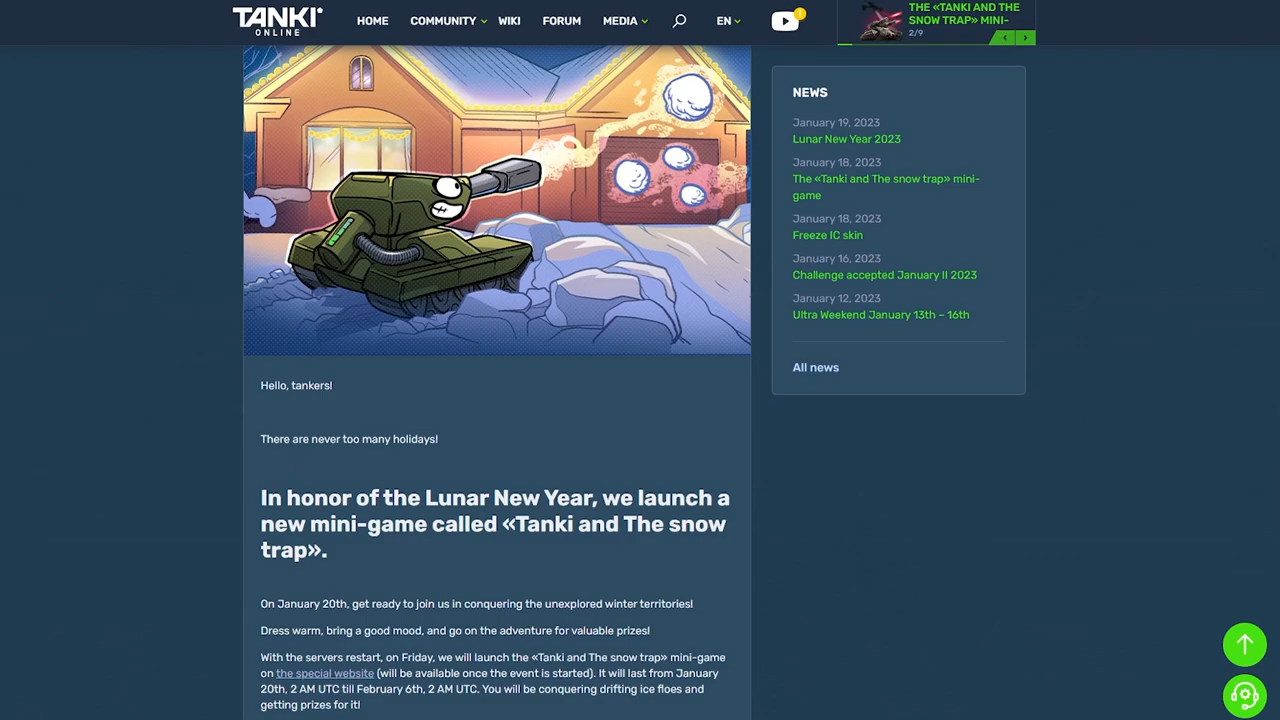 TANKI
ONLINE
HOME
COMMUNITY
WIKI
FORUM
MEDIA
EN
!
THE «TANKI AND THE
SNOW TRAP» MINI-
2/9
Hello, tankers!
There are never too many holidays!
In honor of the Lunar New Year, we launch a
new mini-game called «Tanki and The snow
trap».
On January 20th, get ready to join us in conquering the unexplored winter territories!
Dress warm, bring a good mood, and go on the adventure for valuable prizes!
With the servers restart, on Friday, we will launch the «Tanki and The snow trap» mini-game
on the special website (will be available once the event is started). It will last from January
20th, 2 AM UTC till February 6th, 2 AM UTC. You will be conquering drifting ice floes and
getting prizes for it!
NEWS
January 19, 2023
Lunar New Year 2023
January 18, 2023
The «Tanki and The snow trap» mini-
game
January 18, 2023
Freeze IC skin
January 16, 2023
Challenge accepted January II 2023
January 12, 2023
Ultra Weekend January 13th – 16th
All news